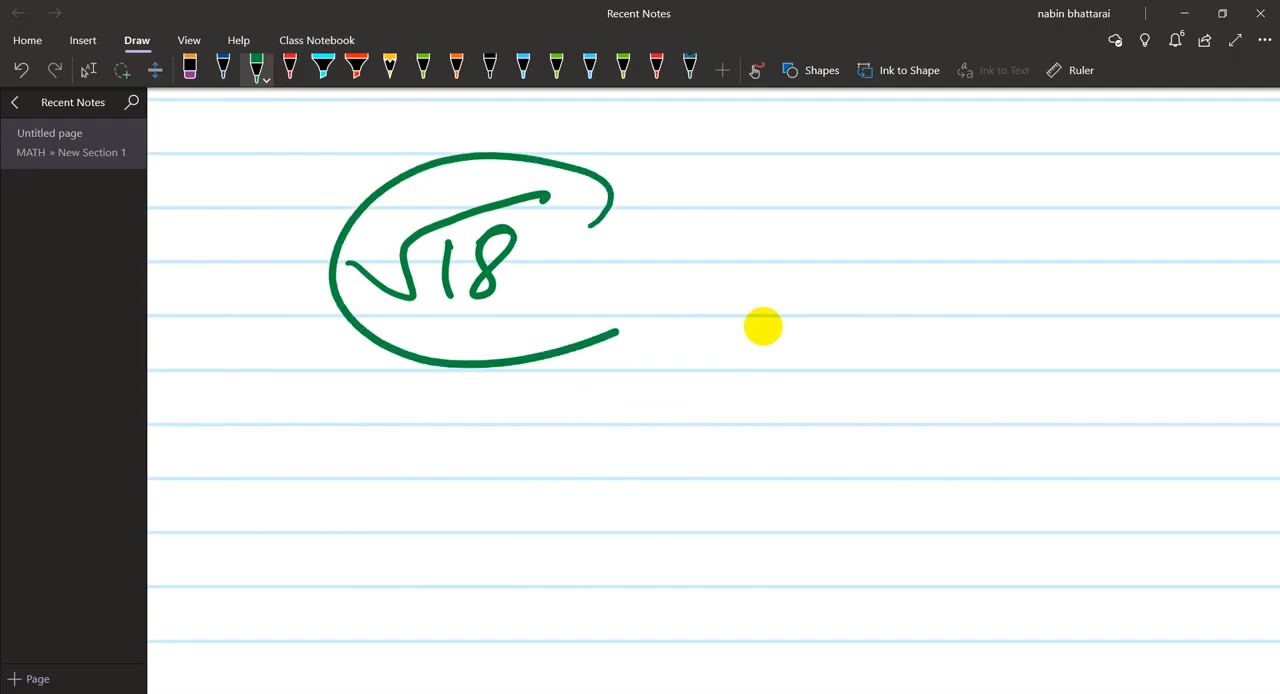 Recent Notes
nabin bhattarai
Home Insert Draw View Help Class Notebook
6
Shapes Ink to Shape Ink to Text Ruler
Recent Notes
Untitled page
MATH » New Section 1
√18
Page